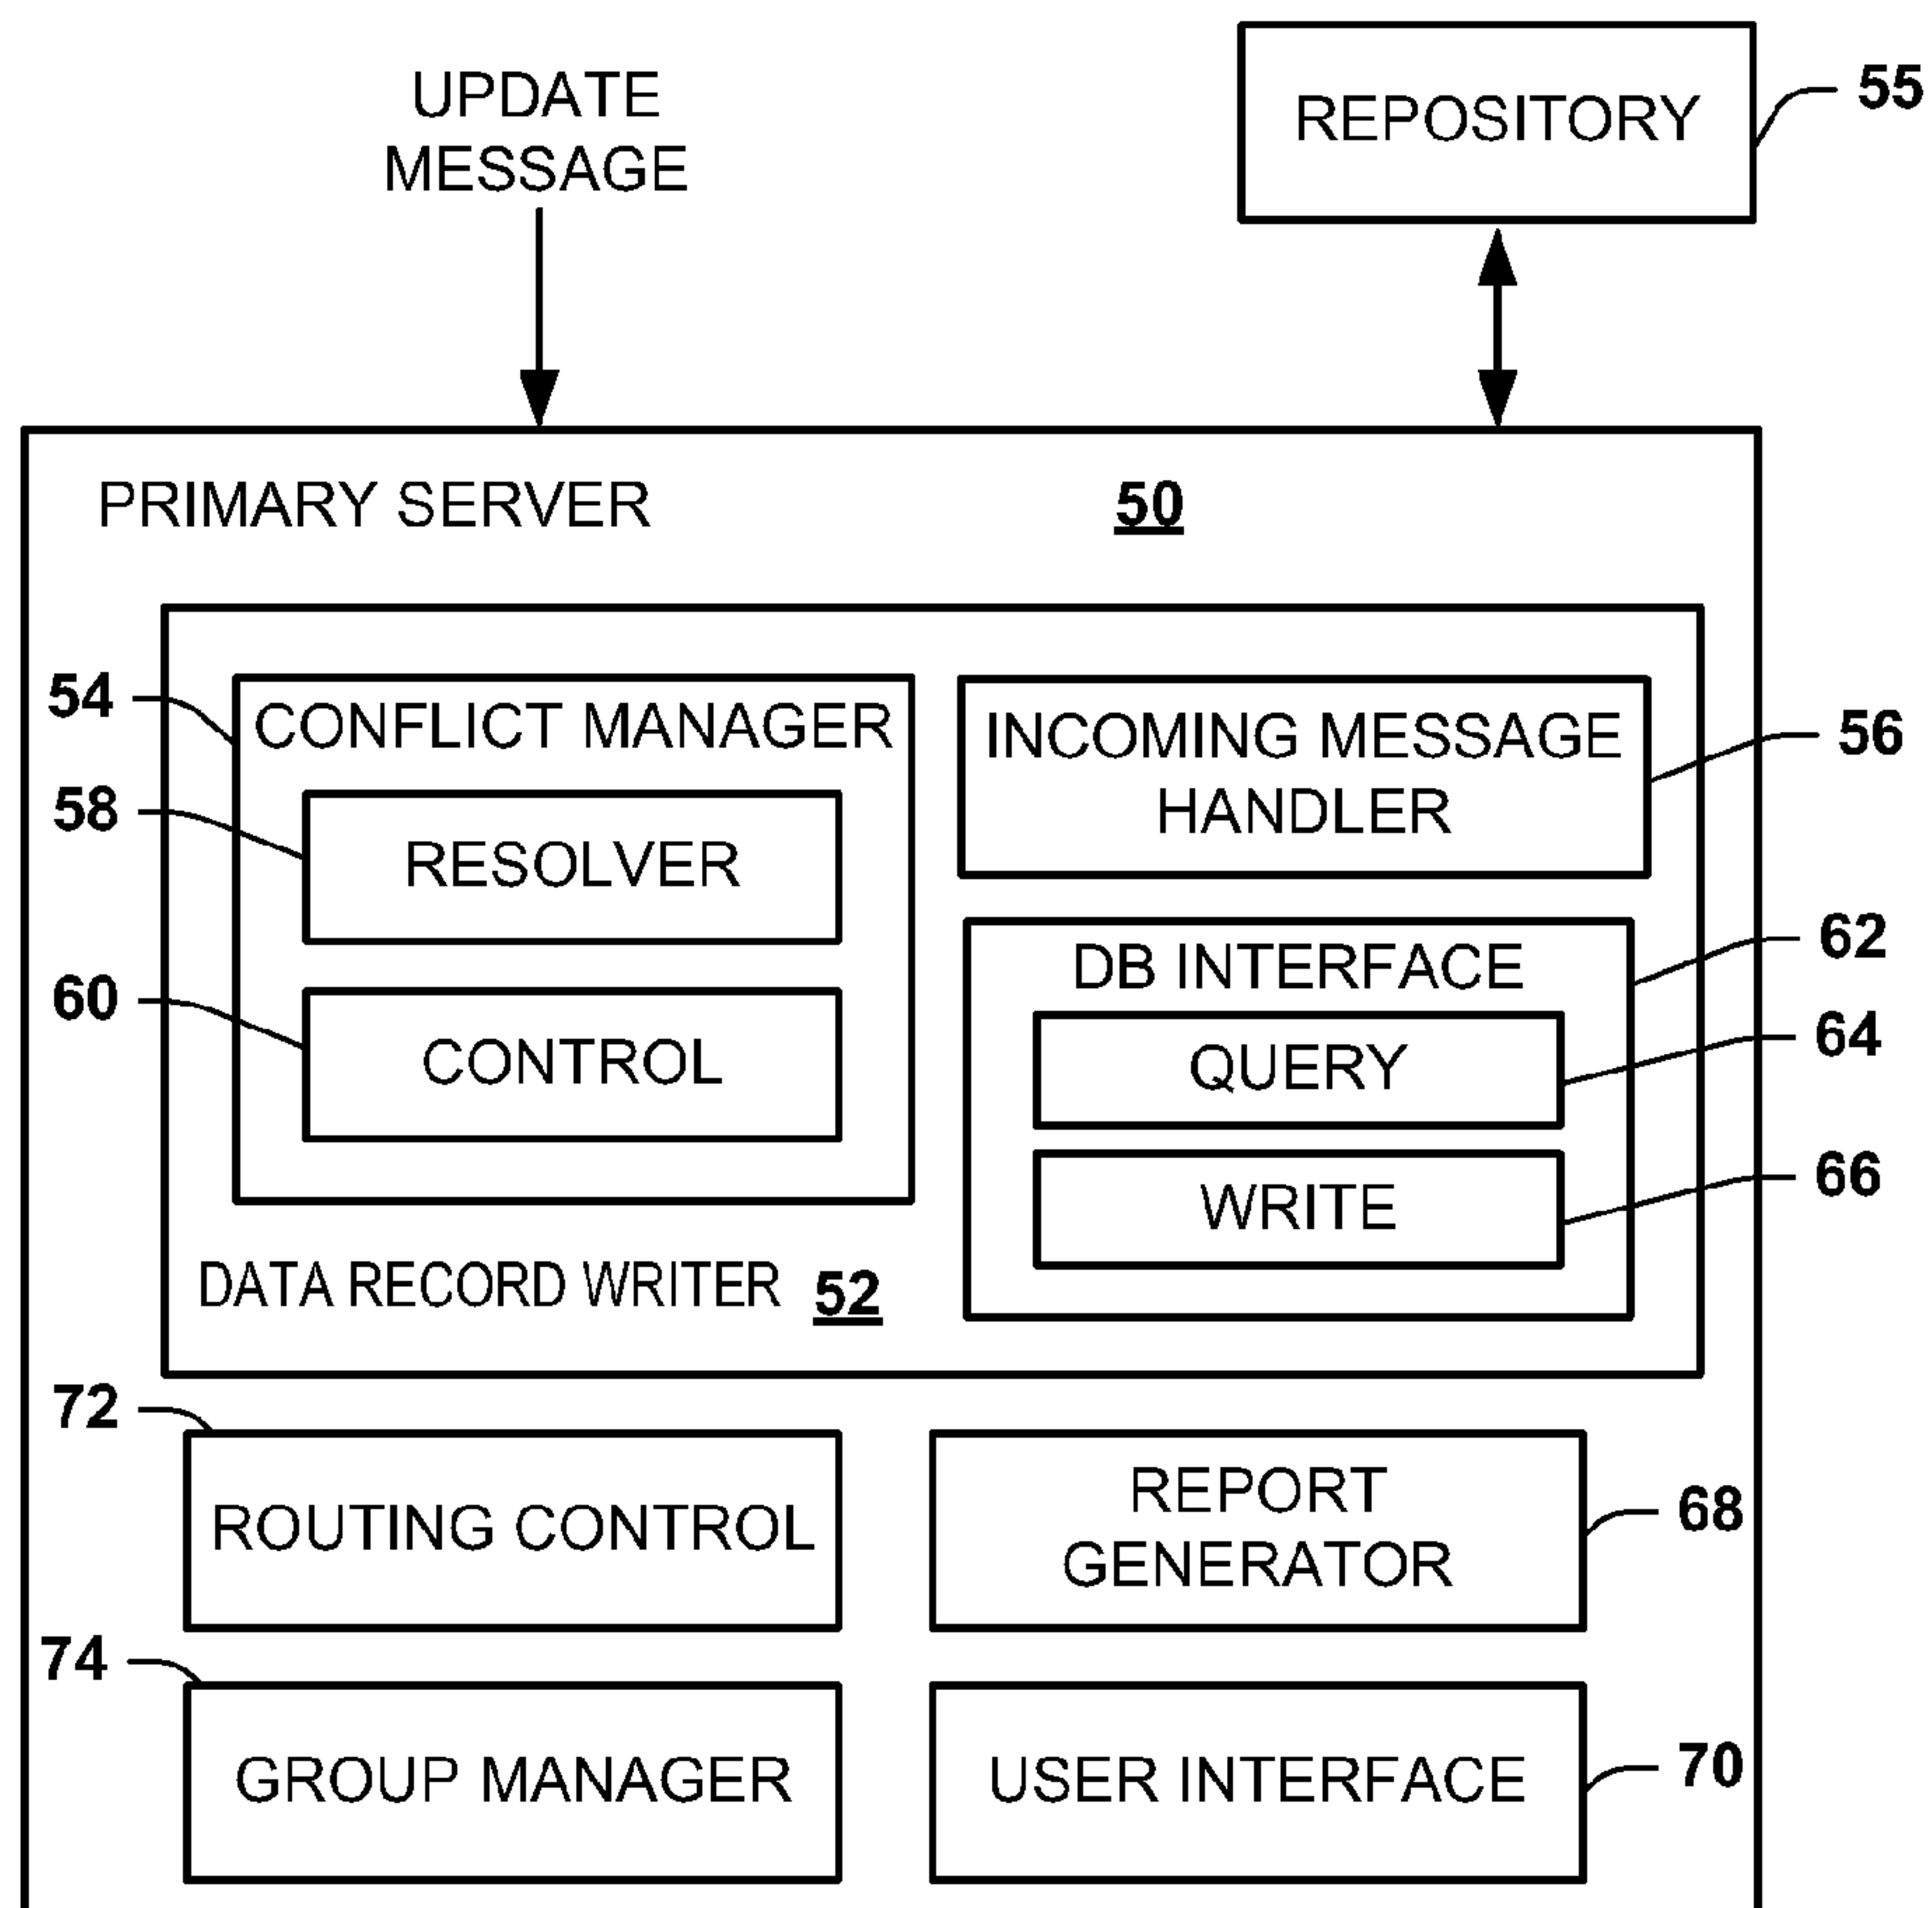 UPDATE
MESSAGE
REPOSITORY
55
PRIMARY SERVER
50
54
CONFLICT MANAGER
58
RESOLVER
60
CONTROL
INCOMING MESSAGE
HANDLER
56
DB INTERFACE
62
QUERY
64
WRITE
66
DATA RECORD WRITER
52
72
ROUTING CONTROL
REPORT
GENERATOR
68
74
GROUP MANAGER
USER INTERFACE
70